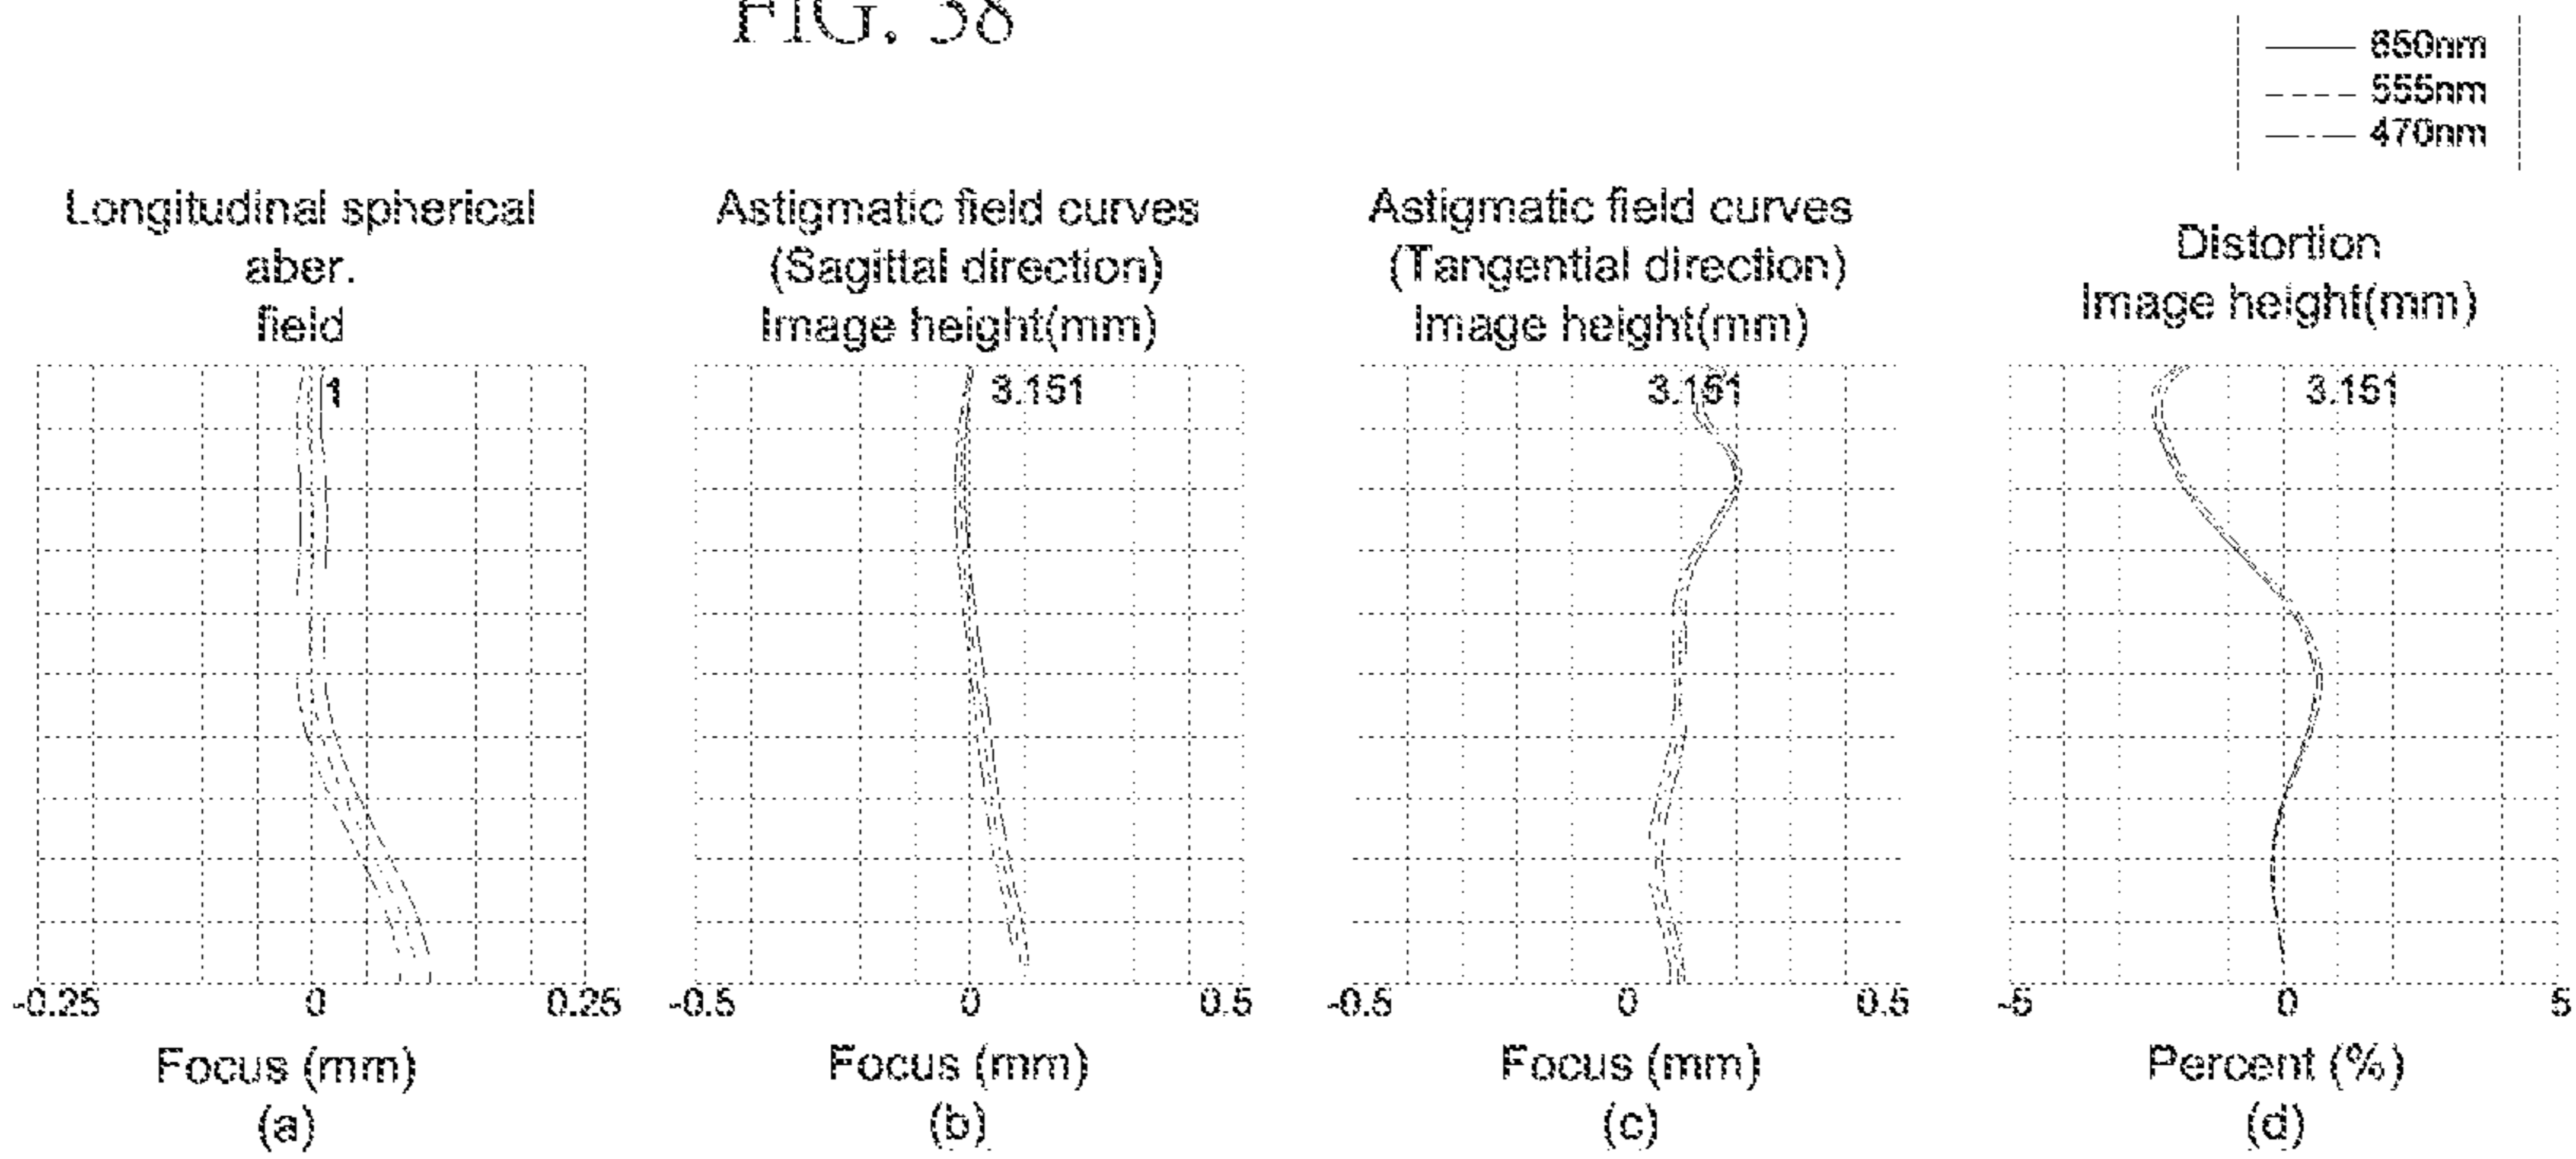 FIG. 38
650nm
555nm
470nm
Longitudinal spherical
aber.
field
Astigmatic field curves
(Sagittal direction)
Image height(mm)
Astigmatic field curves
(Tangential direction)
Image height(mm)
Distortion
Image height(mm)
1
3.151
3.151
3.151
-0.25 0 0.25
-0.5 0 0.5
-0.5 0 0.5
-5 0 5
Focus (mm)
Focus (mm)
Focus (mm)
Percent (%)
(a)
(b)
(c)
(d)